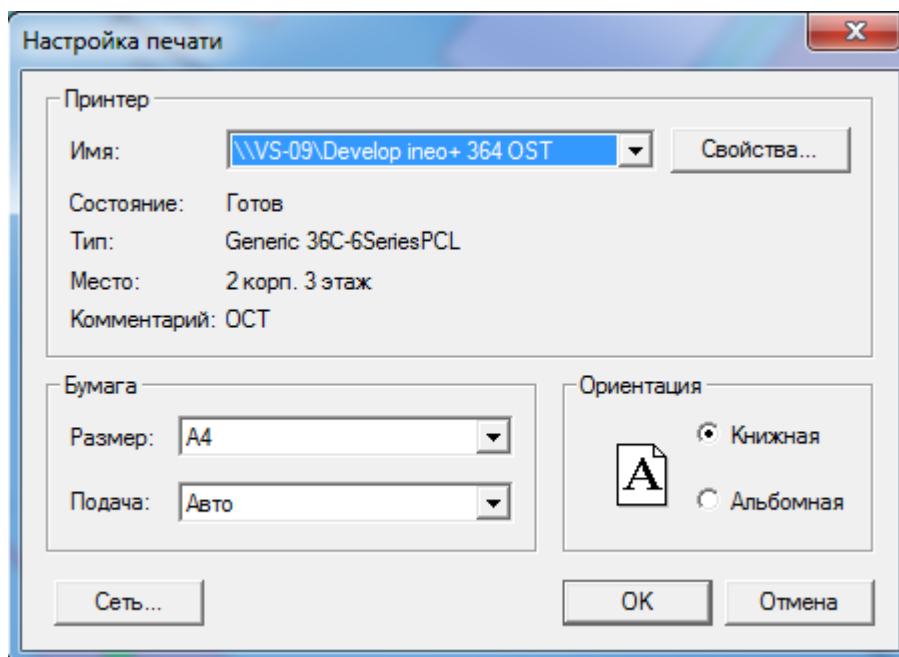 Настройка печати
Принтер
Имя: \\VS-09\Develop ineo+ 364 OST Свойства...
Состояние: Готов
Тип: Generic 36C-6SeriesPCL
Место: 2 корп. 3 этаж
Комментарий: ОСТ
Бумага
Размер: A4
Подача: Авто
Ориентация
A
Книжная
Альбомная
Сеть... OK Отмена